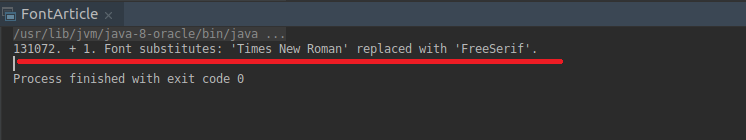 FontArticle
/usr/lib/jvm/java-8-oracle/bin/java ...
131072. + 1. Font substitutes: 'Times New Roman' replaced with 'FreeSerif'.
Process finished with exit code 0